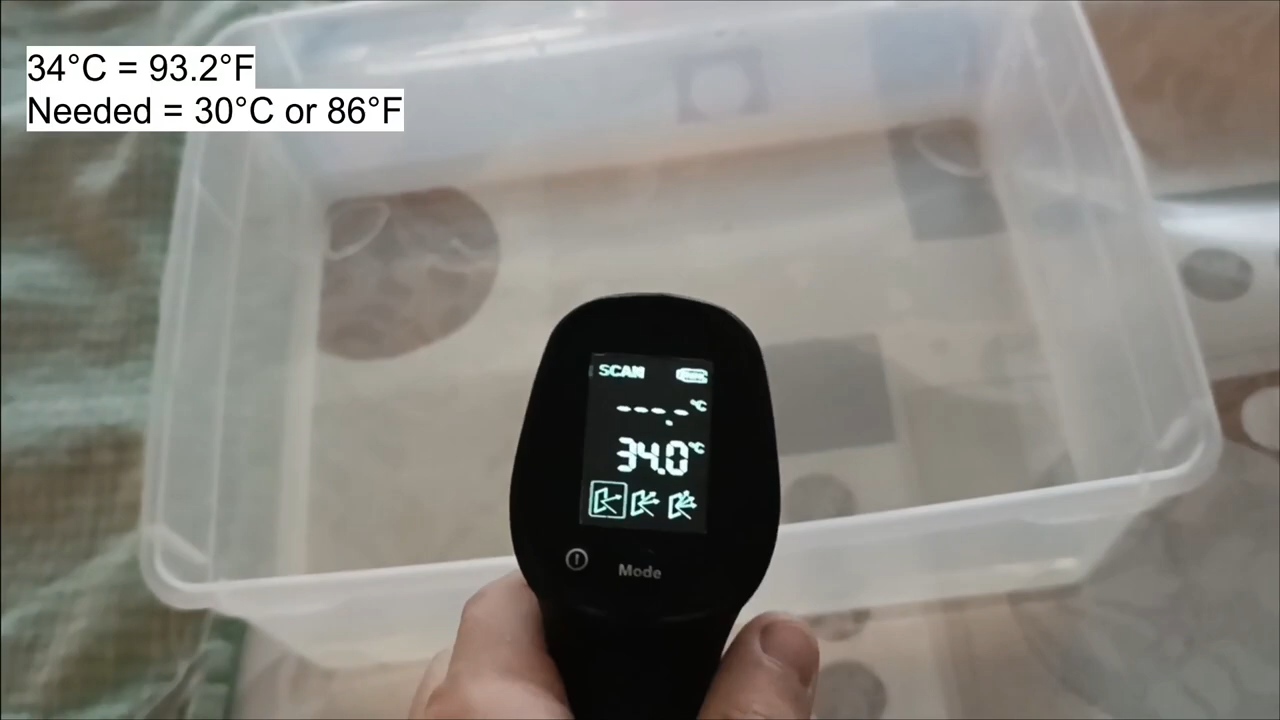 34°C = 93.2°F
Needed = 30°C or 86°F
SCAN
---.-°C
34.0°C
Mode